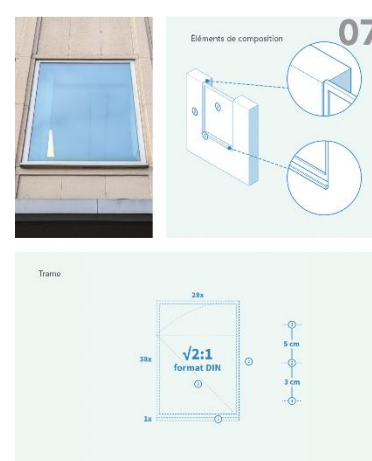 Éléments de composition
07
Trame
28x
38x
√2:1
format DIN
1x
5 cm
3 cm